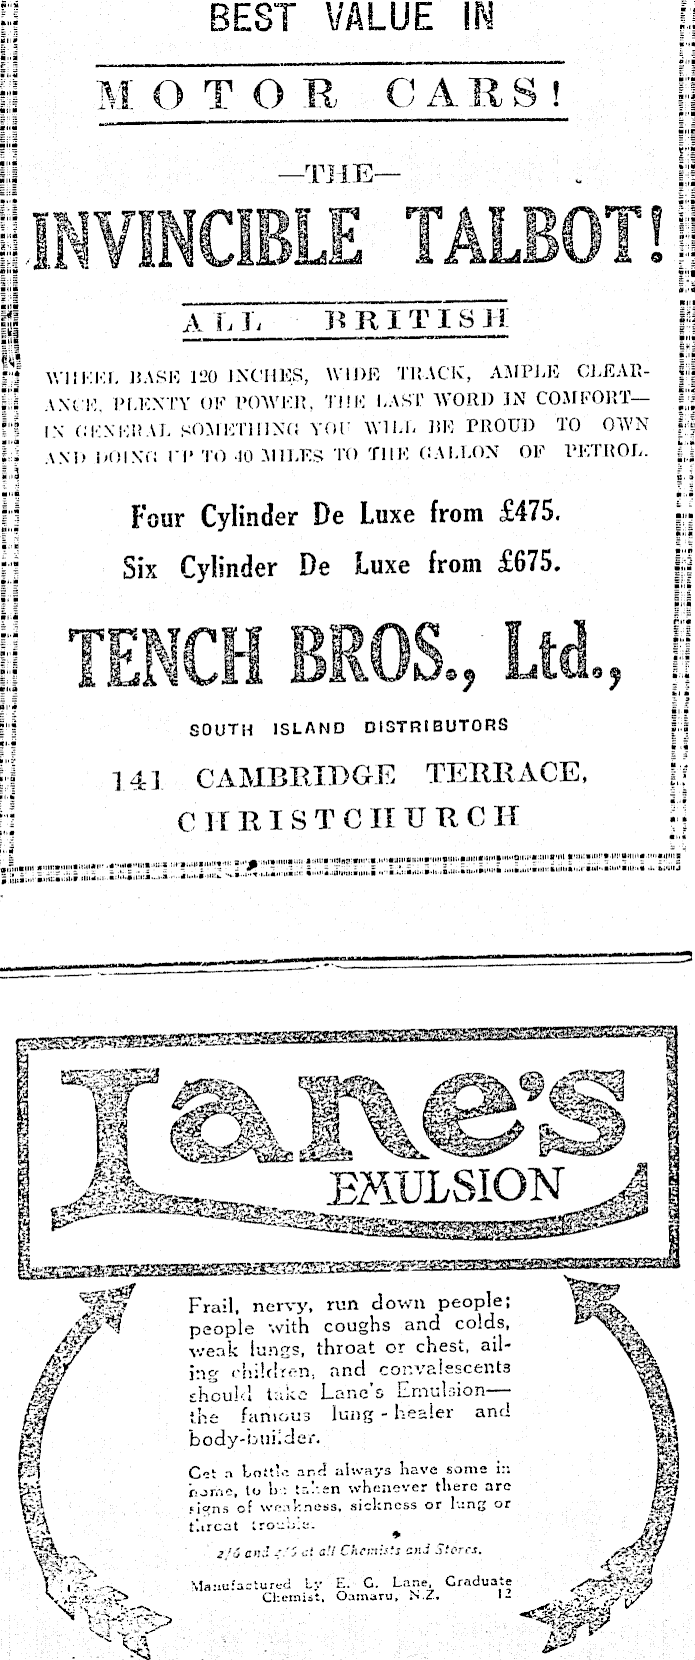 BEST VALUE IN
MOTOR CARS!
—THE—
INVINCIBLE TALBOT!
ALL BRITISH
WHEEL BASE 120 INCHES, WIDE TRACK, AMPLE CLEAR-
ANCE, PLENTY OF POWER, THE LAST WORD IN COMFORT—
IN GENERAL SOMETHING YOU WILL BE PROUD TO OWN
AND DOING UP TO 40 MILES TO THE GALLON OF PETROL.
Four Cylinder De Luxe from £475.
Six Cylinder De Luxe from £675.
TENCH BROS., Ltd.,
SOUTH ISLAND DISTRIBUTORS
141 CAMBRIDGE TERRACE,
CHRISTCHURCH
Lane's
EMULSION
Frail, nervy, run down people;
people with coughs and colds,
weak lungs, throat or chest, ail-
ing children, and convalescents
should take Lane's Emulsion—
the famous lung-healer and
body-builder.
Get a bottle and always have some in
home, to be taken whenever there are
signs of weakness, sickness or lung or
throat trouble.
2/6 and 4/6 at all Chemists and Stores.
Manufactured by E. G. Lane, Graduate
Chemist, Oamaru, N.Z. 12